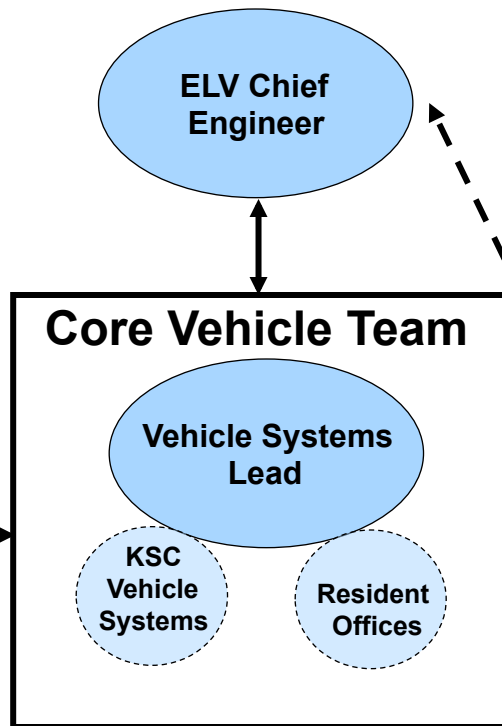 ELV Chief
Engineer
Core Vehicle Team
Vehicle Systems
Lead
KSC
Vehicle
Systems
Resident
Offices